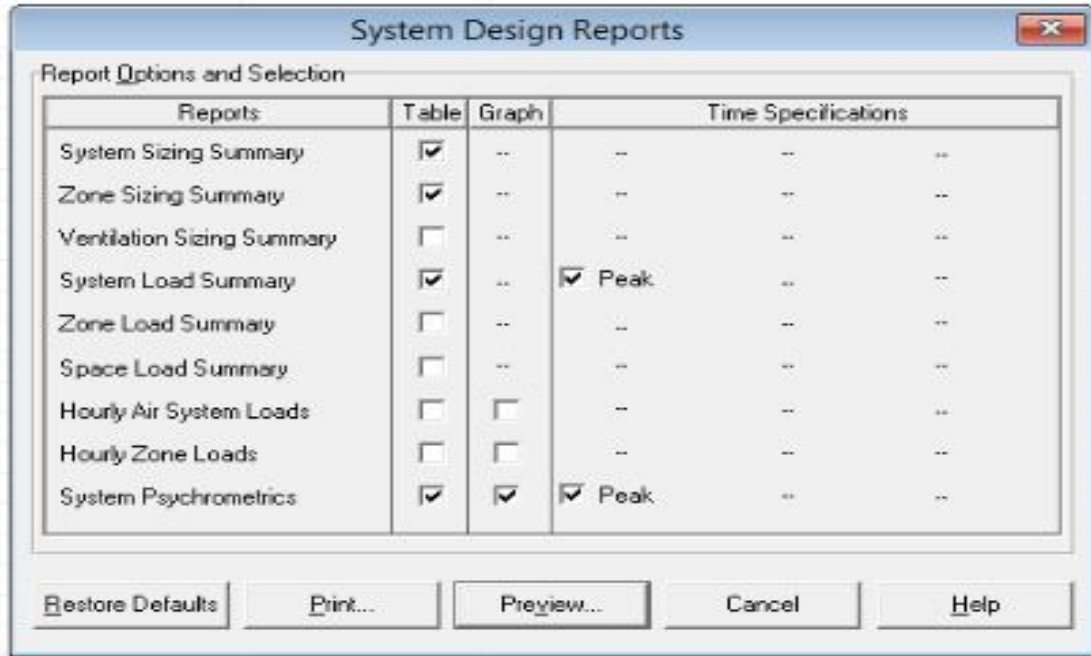 System Design Reports
Report Options and Selection
Reports Table Graph Time Specifications
System Sizing Summary -- -- -- --
Zone Sizing Summary -- -- -- --
Ventilation Sizing Summary -- -- -- --
System Load Summary -- Peak -- --
Zone Load Summary -- -- -- --
Space Load Summary -- -- -- --
Hourly Air System Loads -- -- --
Hourly Zone Loads -- -- --
System Psychrometrics Peak -- --
Restore Defaults Print... Preview... Cancel Help